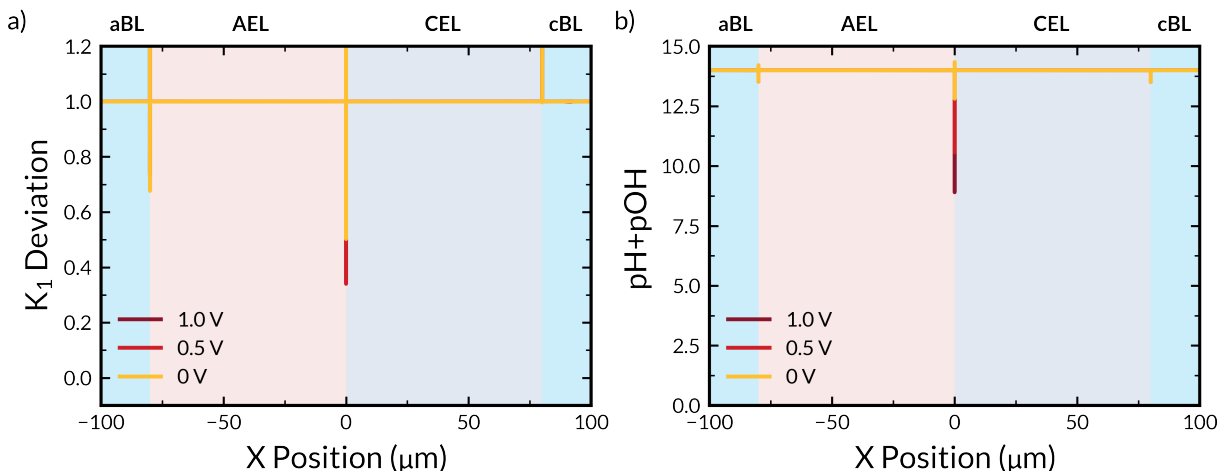 a)
aBL AEL CEL cBL
1.2
1.0
0.8
0.6
0.4
0.2
0.0
K₁ Deviation
1.0 V
0.5 V
0 V
−100 −50 0 50 100
X Position (μm)
b)
aBL AEL CEL cBL
15.0
12.5
10.0
7.5
5.0
2.5
0.0
pH+pOH
1.0 V
0.5 V
0 V
−100 −50 0 50 100
X Position (μm)